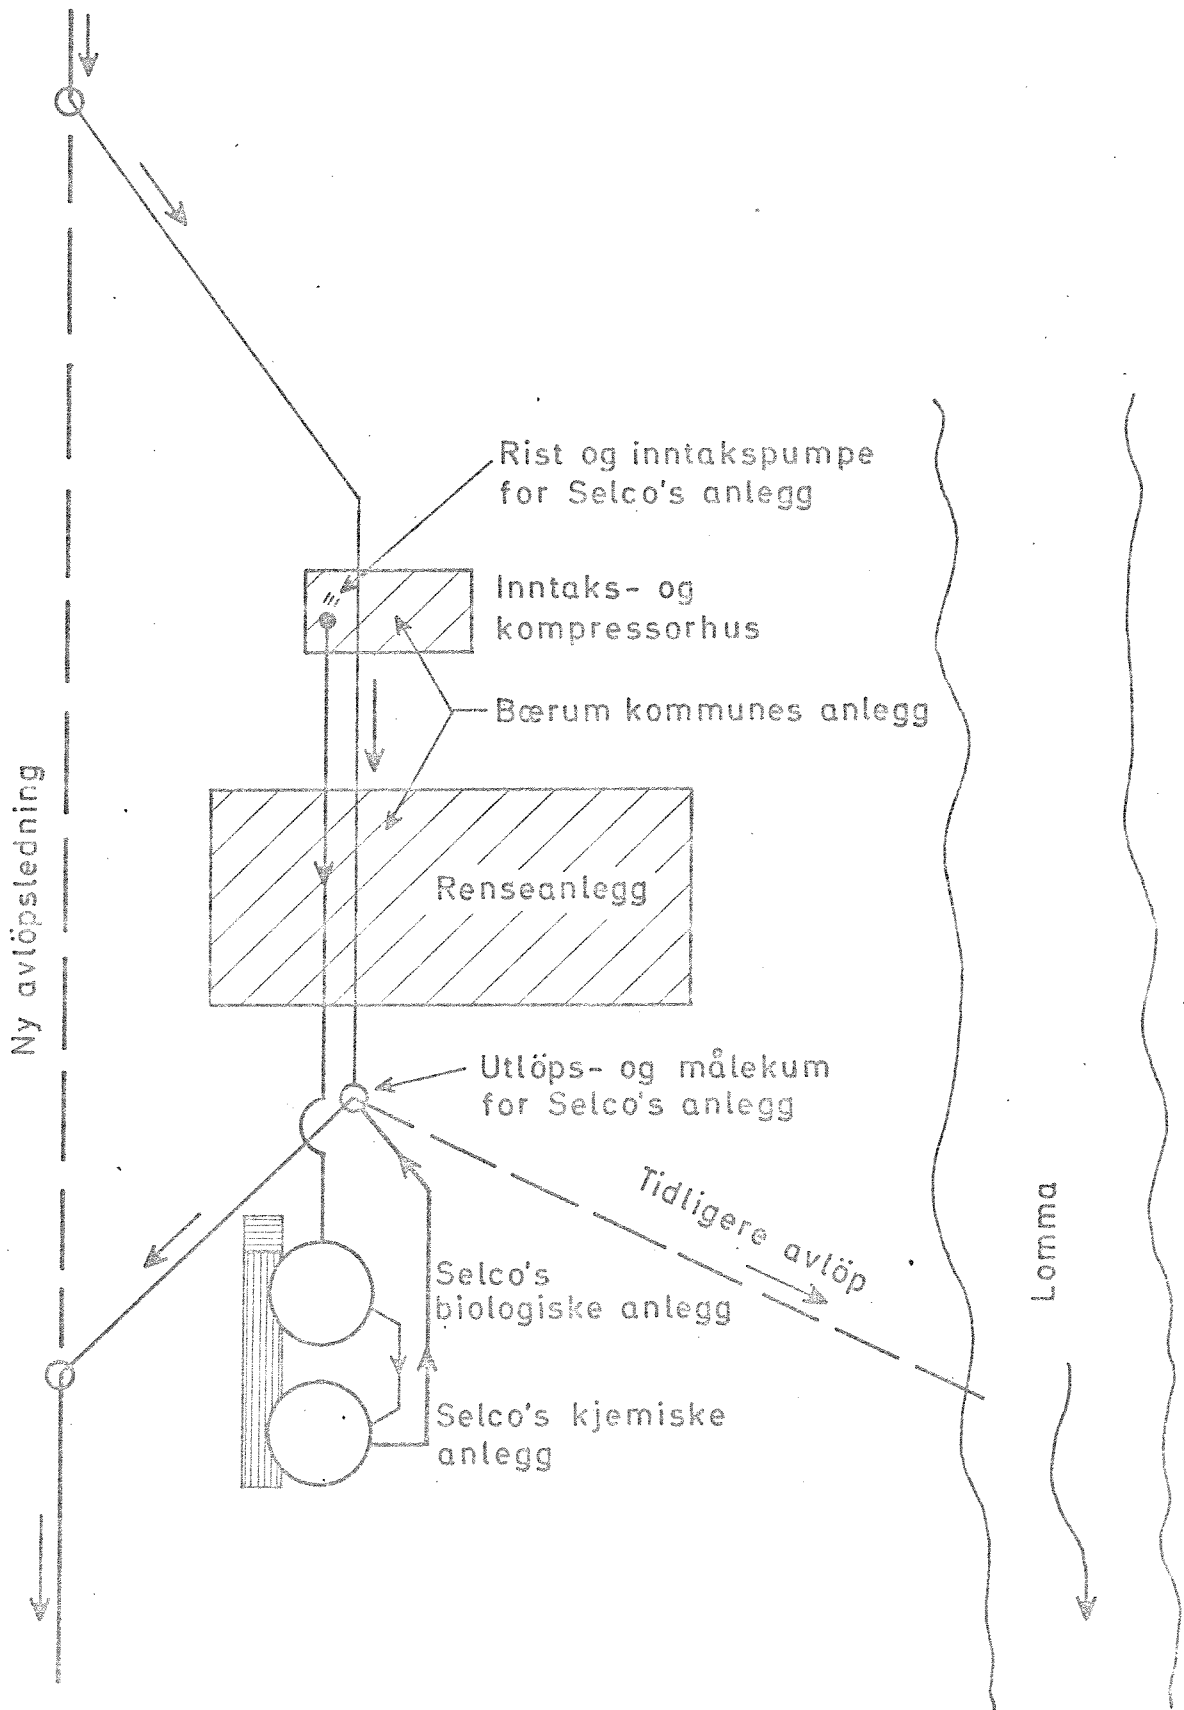 Rist og inntakspumpe
for Selco's anlegg
Inntaks- og
kompressorhus
Bærum kommunes anlegg
Ny avlöpsledning
Renseanlegg
Utlöps- og målekum
for Selco's anlegg
Tidligere avlöp
Lomma
Selco's
biologiske anlegg
Selco's kjemiske
anlegg